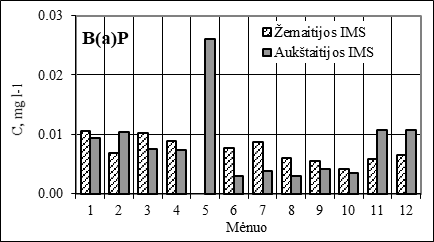 0.03
B(a)P
Žemaitijos IMS
Aukštaitijos IMS
0.02
C, mg l-1
0.01
0.00
1 2 3 4 5 6 7 8 9 10 11 12
Mėnuo